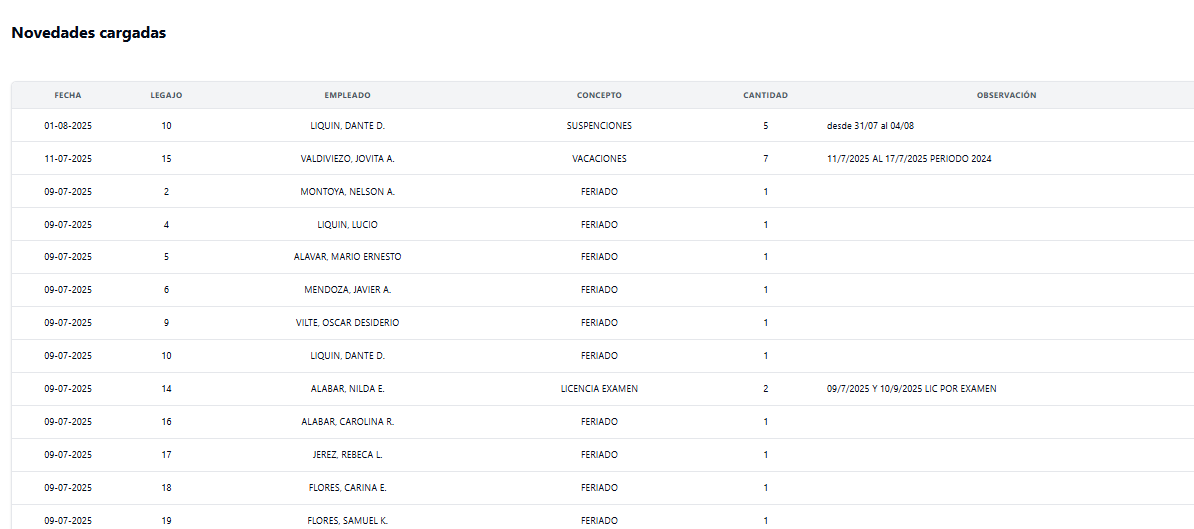 Novedades cargadas
FECHA LEGAJO EMPLEADO CONCEPTO CANTIDAD OBSERVACIÓN
01-08-2025 10 LIQUIN, DANTE D. SUSPENCIONES 5 desde 31/07 al 04/08
11-07-2025 15 VALDIVIEZO, JOVITA A. VACACIONES 7 11/7/2025 AL 17/7/2025 PERIODO 2024
09-07-2025 2 MONTOYA, NELSON A. FERIADO 1
09-07-2025 4 LIQUIN, LUCIO FERIADO 1
09-07-2025 5 ALAVAR, MARIO ERNESTO FERIADO 1
09-07-2025 6 MENDOZA, JAVIER A. FERIADO 1
09-07-2025 9 VILTE, OSCAR DESIDERIO FERIADO 1
09-07-2025 10 LIQUIN, DANTE D. FERIADO 1
09-07-2025 14 ALABAR, NILDA E. LICENCIA EXAMEN 2 09/7/2025 Y 10/9/2025 LIC POR EXAMEN
09-07-2025 16 ALABAR, CAROLINA R. FERIADO 1
09-07-2025 17 JEREZ, REBECA L. FERIADO 1
09-07-2025 18 FLORES, CARINA E. FERIADO 1
09-07-2025 19 FLORES, SAMUEL K. FERIADO 1